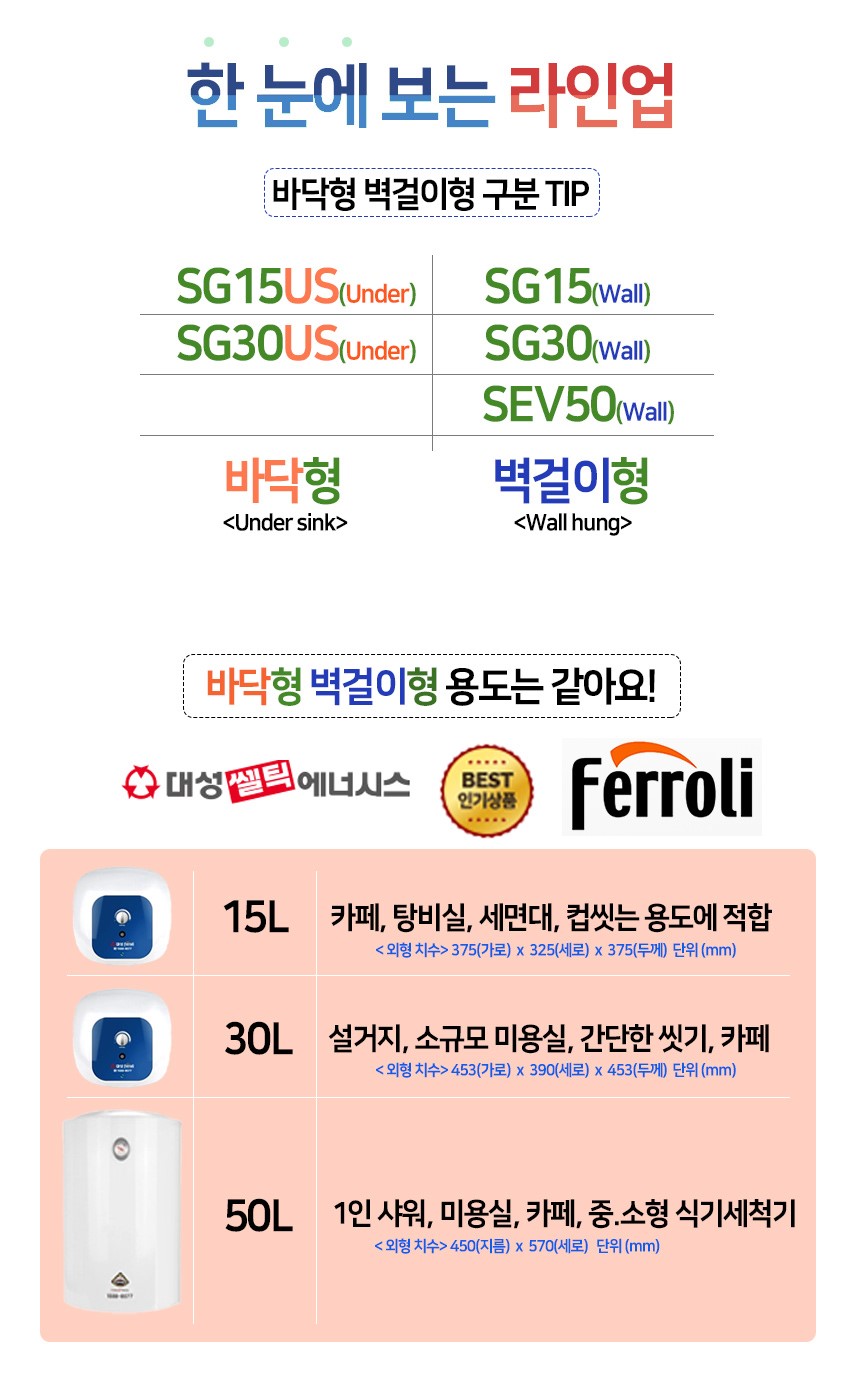 한 눈에 보는 라인업
바닥형 벽걸이형 구분 TIP
SG15US(Under) SG15(Wall)
SG30US(Under) SG30(Wall)
SEV50(Wall)
바닥형 벽걸이형
<Under sink> <Wall hung>
바닥형 벽걸이형 용도는 같아요!
대성쎌틱에너시스
BEST
인기상품
Ferroli
15L 카페, 탕비실, 세면대, 컵씻는 용도에 적합
< 외형 치수> 375(가로) x 325(세로) x 375(두께) 단위 (mm)
30L 설거지, 소규모 미용실, 간단한 씻기, 카페
< 외형 치수> 453(가로) x 390(세로) x 453(두께) 단위 (mm)
50L 1인 샤워, 미용실, 카페, 중.소형 식기세척기
< 외형 치수> 450(지름) x 570(세로) 단위 (mm)